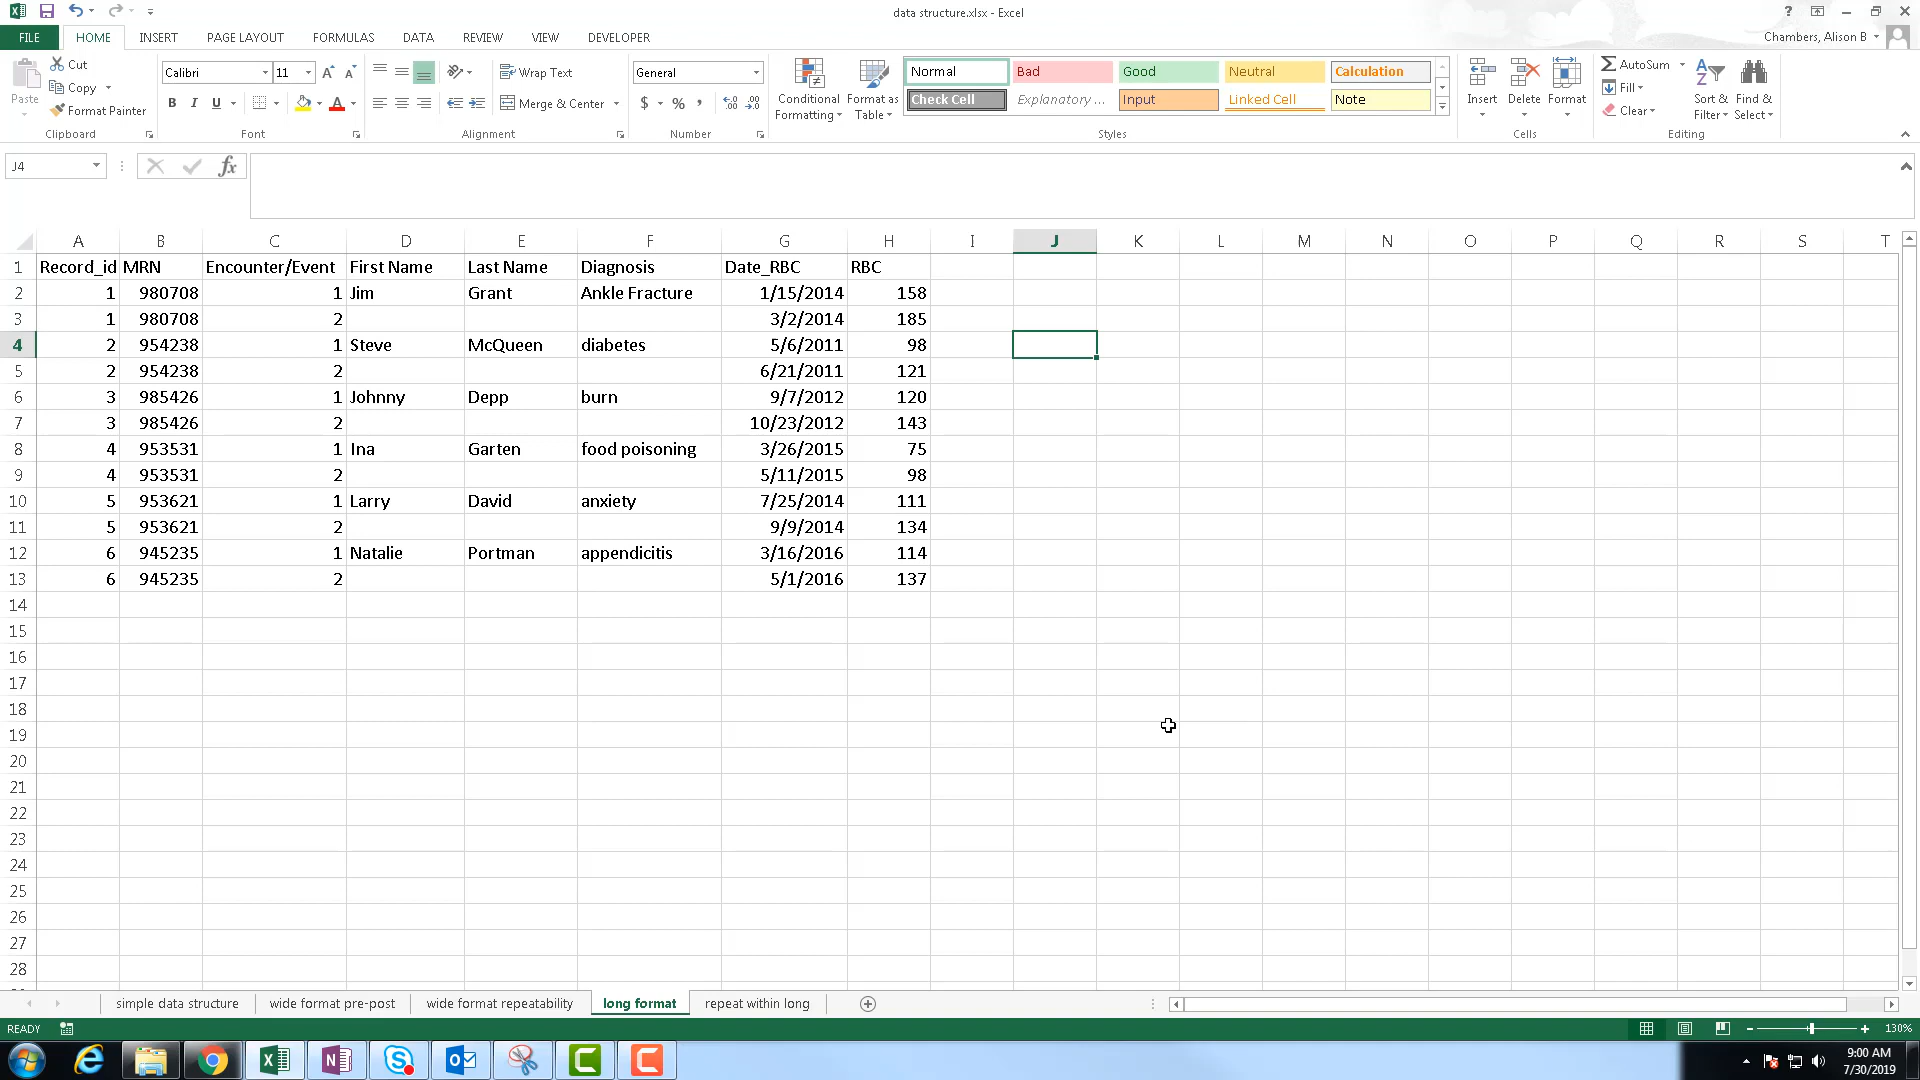 data structure.xlsx - Excel
FILE HOME INSERT PAGE LAYOUT FORMULAS DATA REVIEW VIEW DEVELOPER Chambers, Alison B
Paste Cut Copy Format Painter Clipboard
Calibri 11 B I U Font
Wrap Text Merge & Center Alignment
General $ % , Number
Conditional Formatting Format as Table
Normal Bad Good Neutral Calculation
Check Cell Explanatory ... Input Linked Cell Note
Styles
Insert Delete Format Cells
AutoSum Fill Clear Sort & Filter Find & Select Editing
J4 fx
A B C D E F G H I J K L M N O P Q R S T
1 Record_id MRN Encounter/Event First Name Last Name Diagnosis Date_RBC RBC
2 1 980708 1 Jim Grant Ankle Fracture 1/15/2014 158
3 1 980708 2 3/2/2014 185
4 2 954238 1 Steve McQueen diabetes 5/6/2011 98
5 2 954238 2 6/21/2011 121
6 3 985426 1 Johnny Depp burn 9/7/2012 120
7 3 985426 2 10/23/2012 143
8 4 953531 1 Ina Garten food poisoning 3/26/2015 75
9 4 953531 2 5/11/2015 98
10 5 953621 1 Larry David anxiety 7/25/2014 111
11 5 953621 2 9/9/2014 134
12 6 945235 1 Natalie Portman appendicitis 3/16/2016 114
13 6 945235 2 5/1/2016 137
14
15
16
17
18
19
20
21
22
23
24
25
26
27
28
simple data structure wide format pre-post wide format repeatability long format repeat within long
READY 130%
9:00 AM
7/30/2019